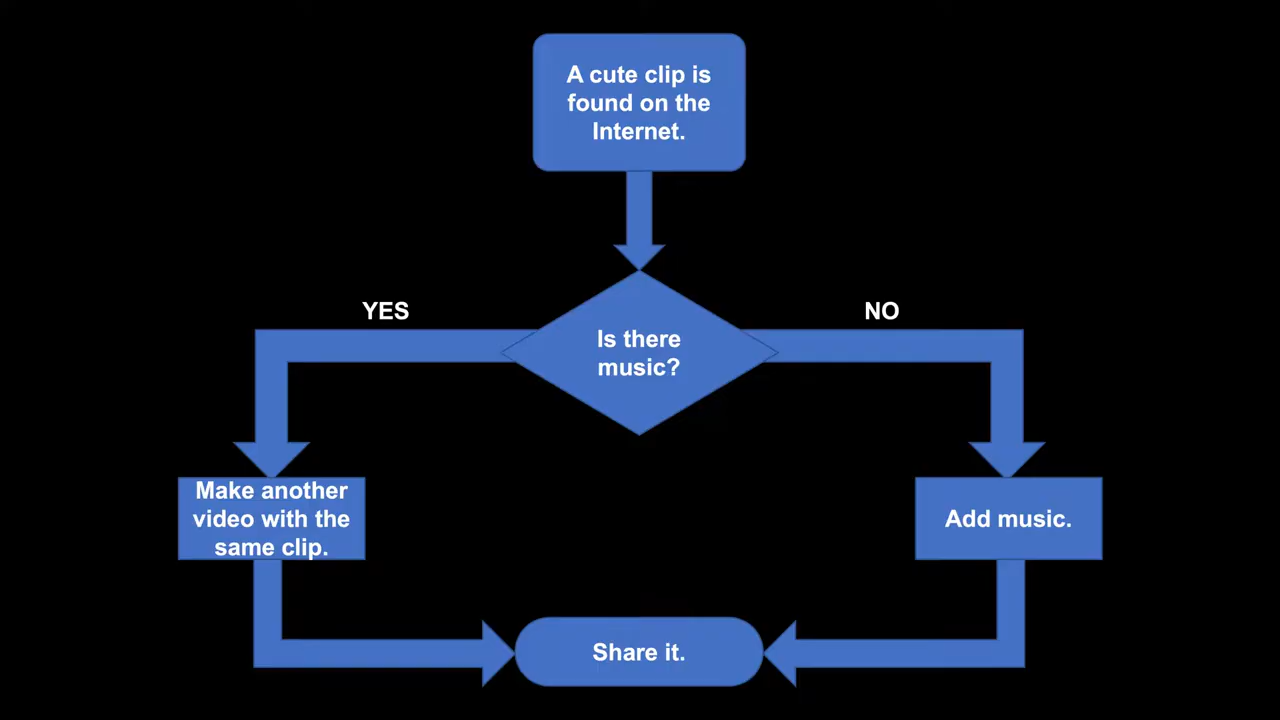 A cute clip is
found on the
Internet.
YES
NO
Is there
music?
Make another
video with the
same clip.
Add music.
Share it.